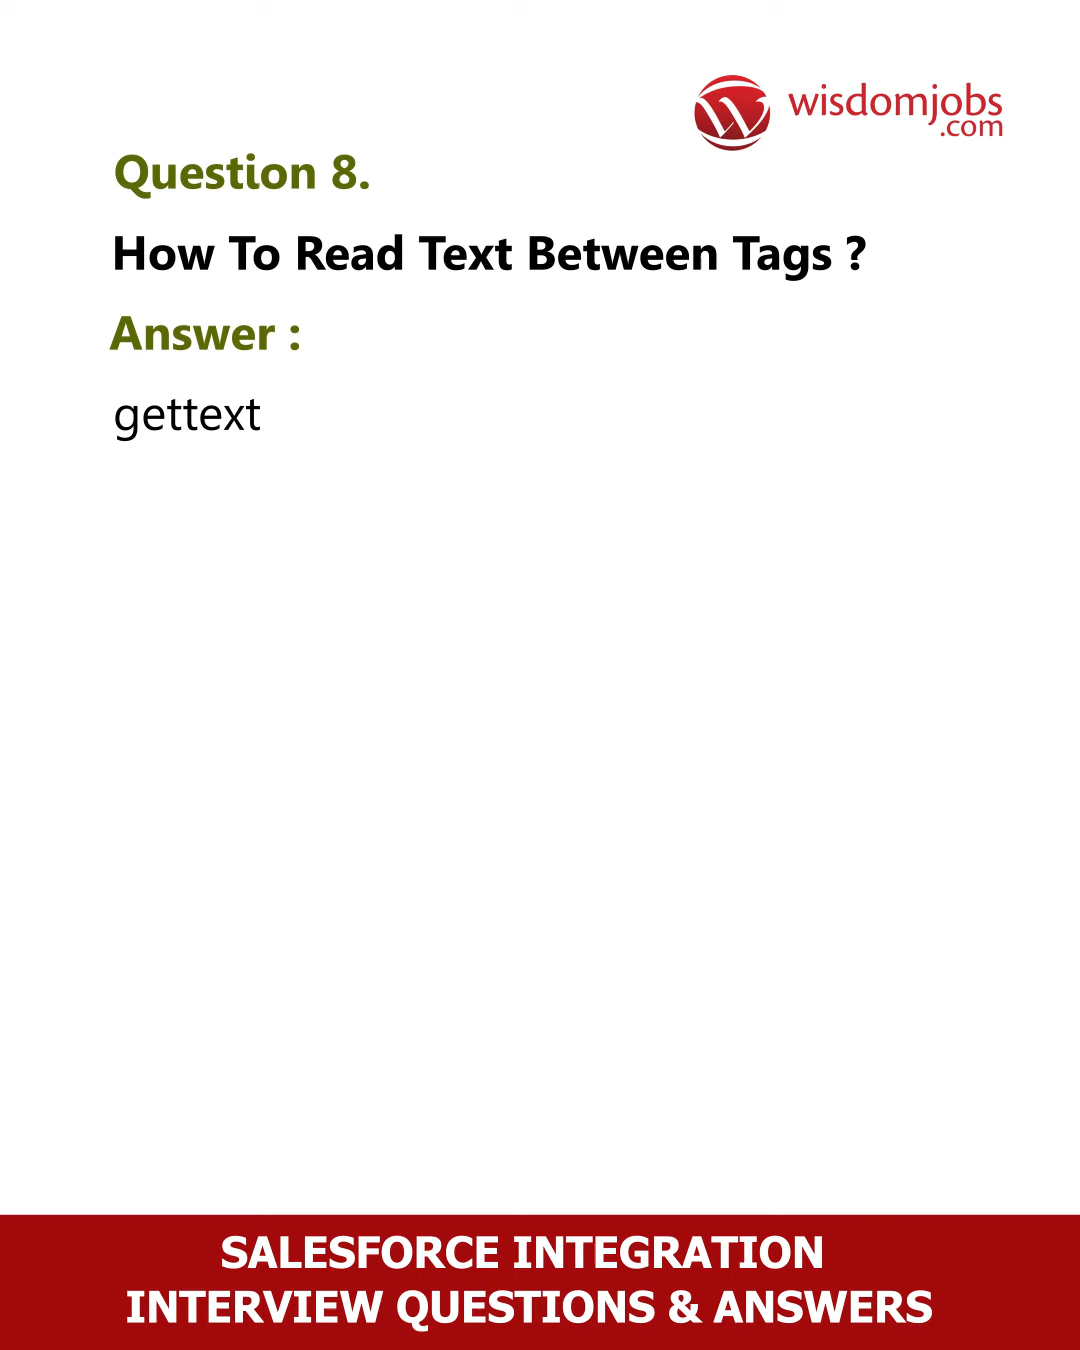 wisdomjobs
.com
Question 8.
How To Read Text Between Tags ?
Answer :
gettext
SALESFORCE INTEGRATION
INTERVIEW QUESTIONS & ANSWERS